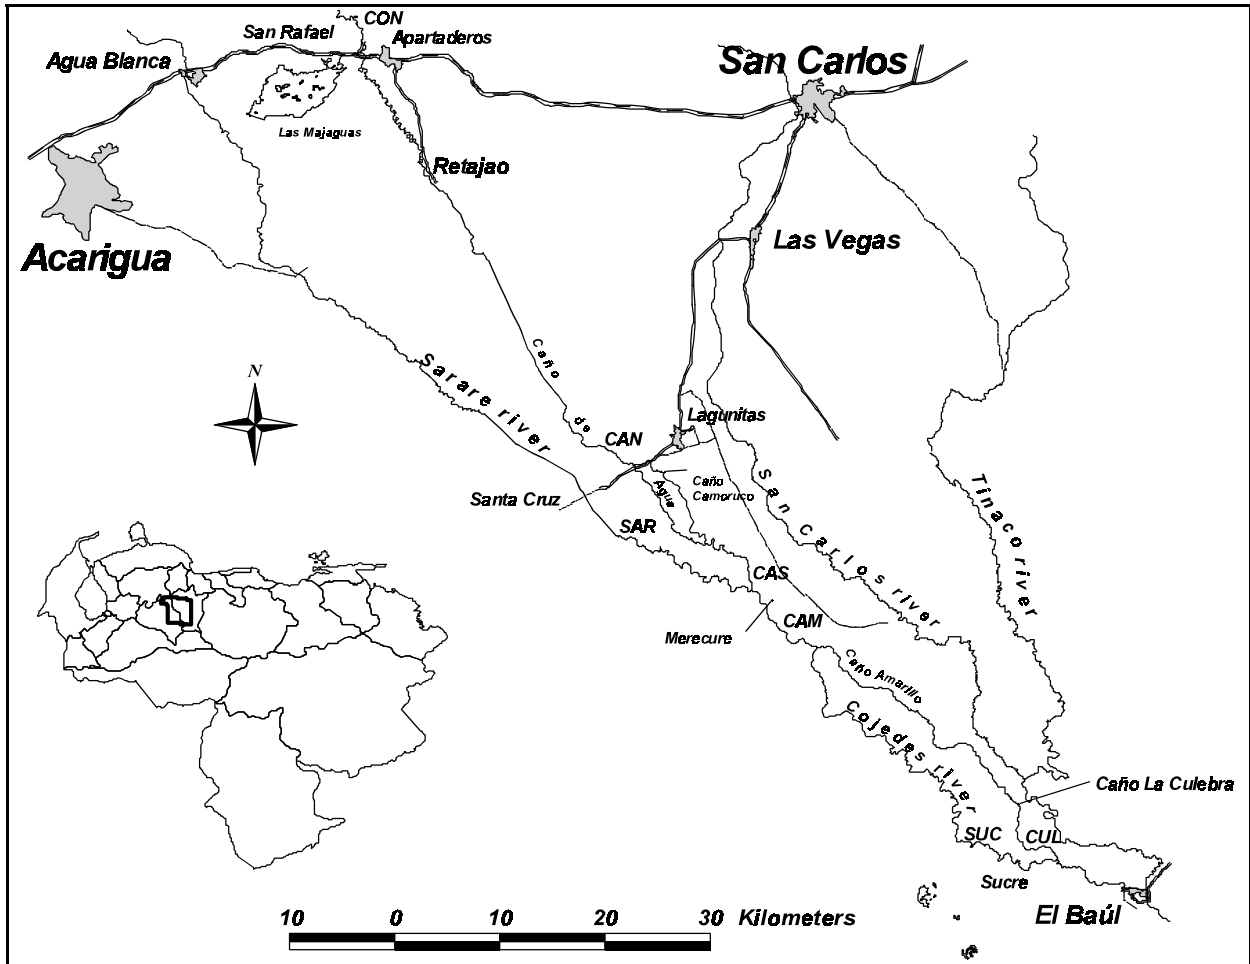 CON
San Rafael
Apartaderos
Agua Blanca
San Carlos
Las Majaguas
Retajao
Acarigua
Las Vegas
N
Sarare river
Caño
de
Agua
CAN
Lagunitas
Caño
Camoruco
Santa Cruz
SAR
San Carlos river
Tinaco river
CAS
CAM
Merecure
Caño Amarillo
Cojedes river
Caño La Culebra
SUC
CUL
Sucre
El Baúl
10 0 10 20 30 Kilometers